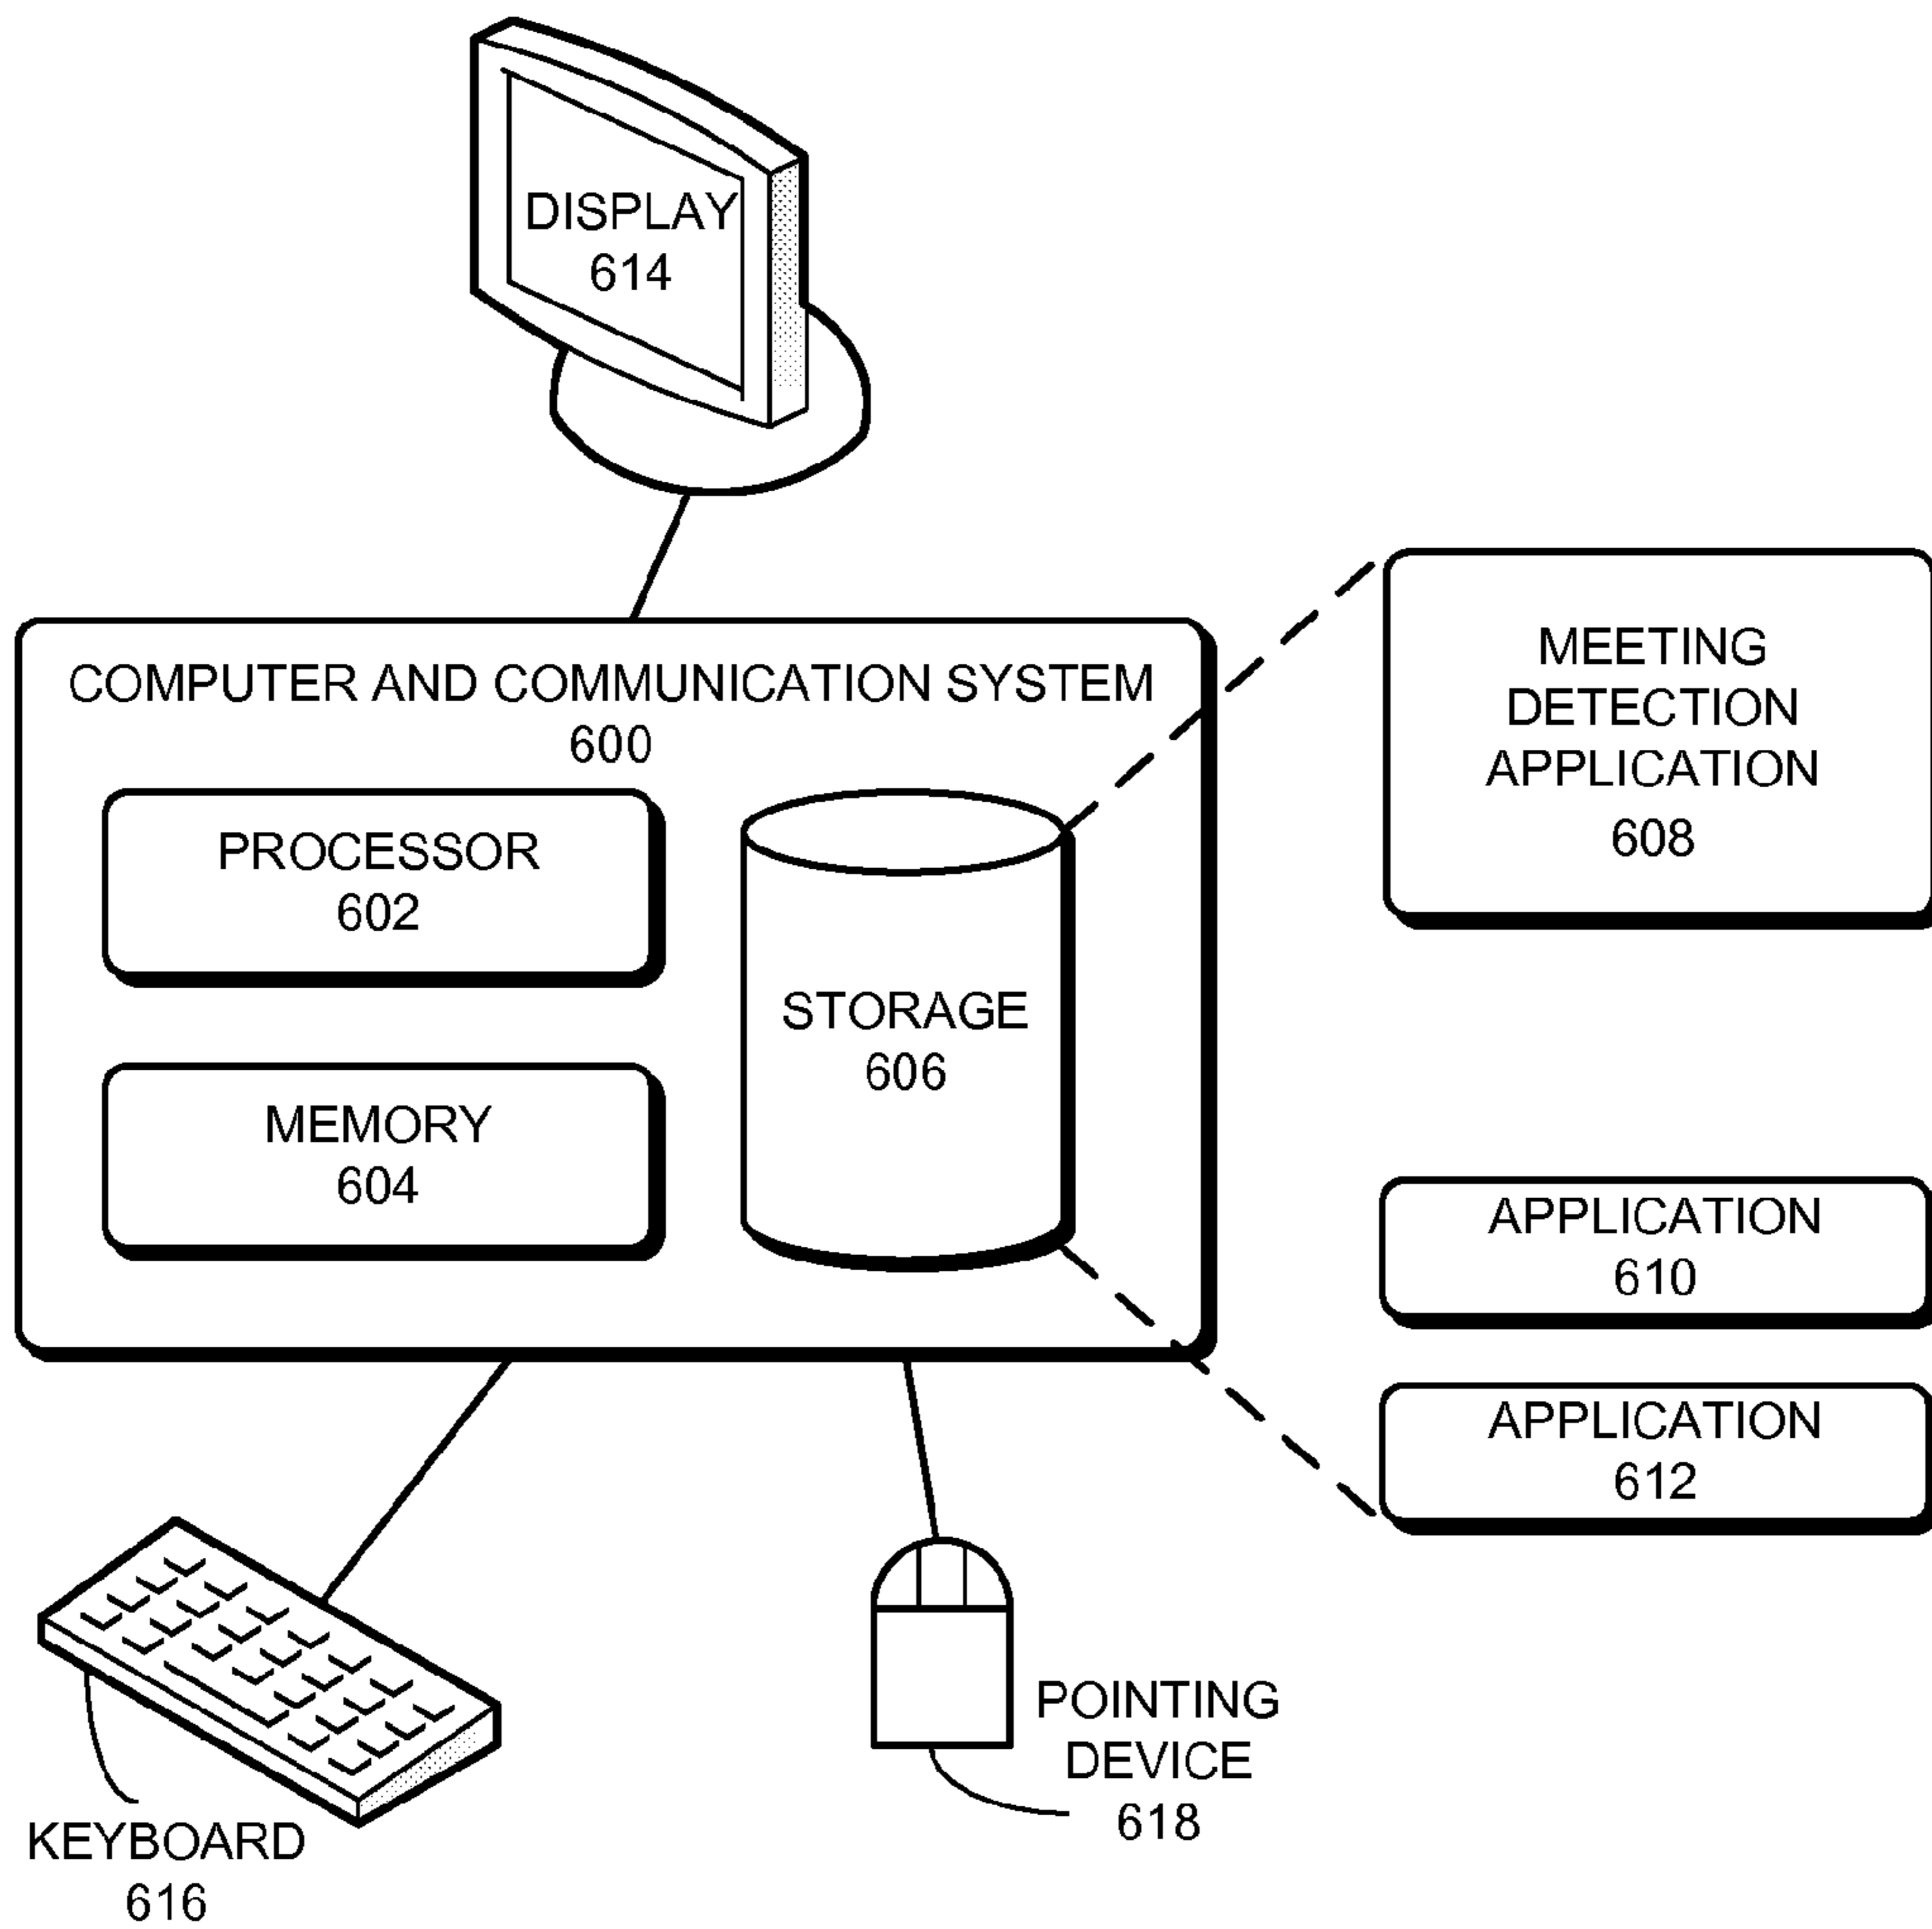 DISPLAY
614
COMPUTER AND COMMUNICATION SYSTEM
600
PROCESSOR
602
MEMORY
604
STORAGE
606
MEETING
DETECTION
APPLICATION
608
APPLICATION
610
APPLICATION
612
KEYBOARD
616
POINTING
DEVICE
618